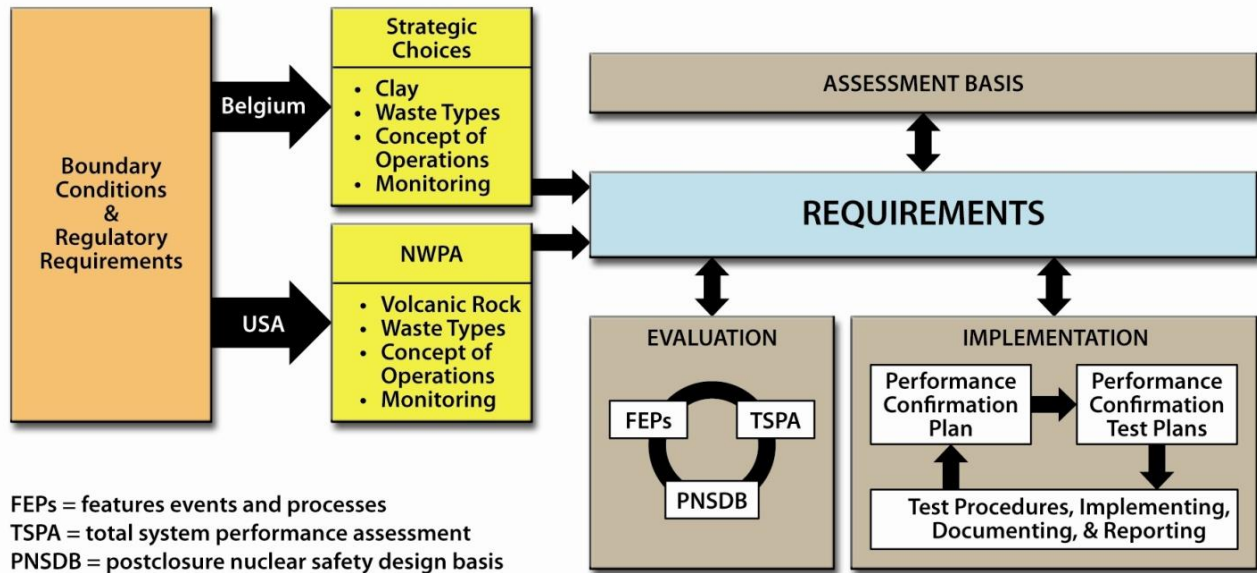 Boundary
Conditions
&
Regulatory
Requirements
Belgium
USA
Strategic
Choices
• Clay
• Waste Types
• Concept of
Operations
• Monitoring
NWPA
• Volcanic Rock
• Waste Types
• Concept of
Operations
• Monitoring
ASSESSMENT BASIS
REQUIREMENTS
EVALUATION
FEPs
TSPA
PNSDB
IMPLEMENTATION
Performance
Confirmation
Plan
Performance
Confirmation
Test Plans
Test Procedures, Implementing,
Documenting, & Reporting
FEPs = features events and processes
TSPA = total system performance assessment
PNSDB = postclosure nuclear safety design basis